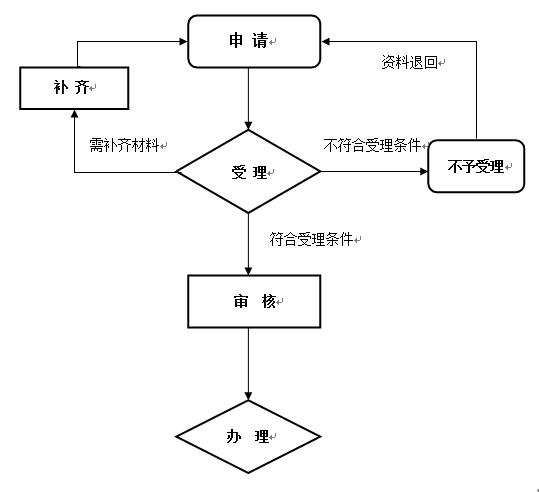 申 请
资料退回
补 齐
需补齐材料
不符合受理条件
受 理
不予受理
符合受理条件
审 核
办 理